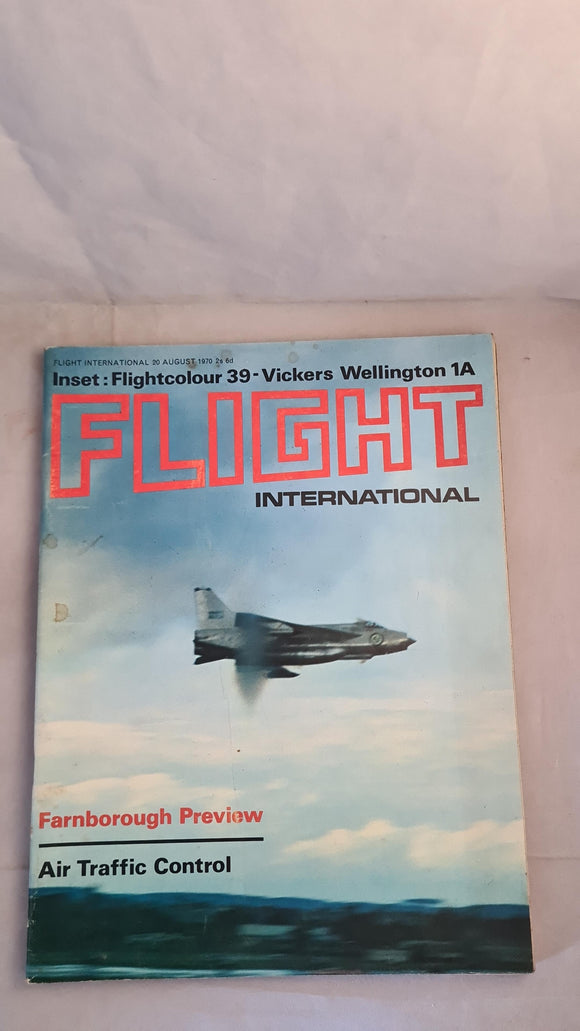 FLIGHT INTERNATIONAL 20 AUGUST 1970 2s 6d
Inset : Flightcolour 39 - Vickers Wellington 1A
FLIGHT
INTERNATIONAL
Farnborough Preview
Air Traffic Control